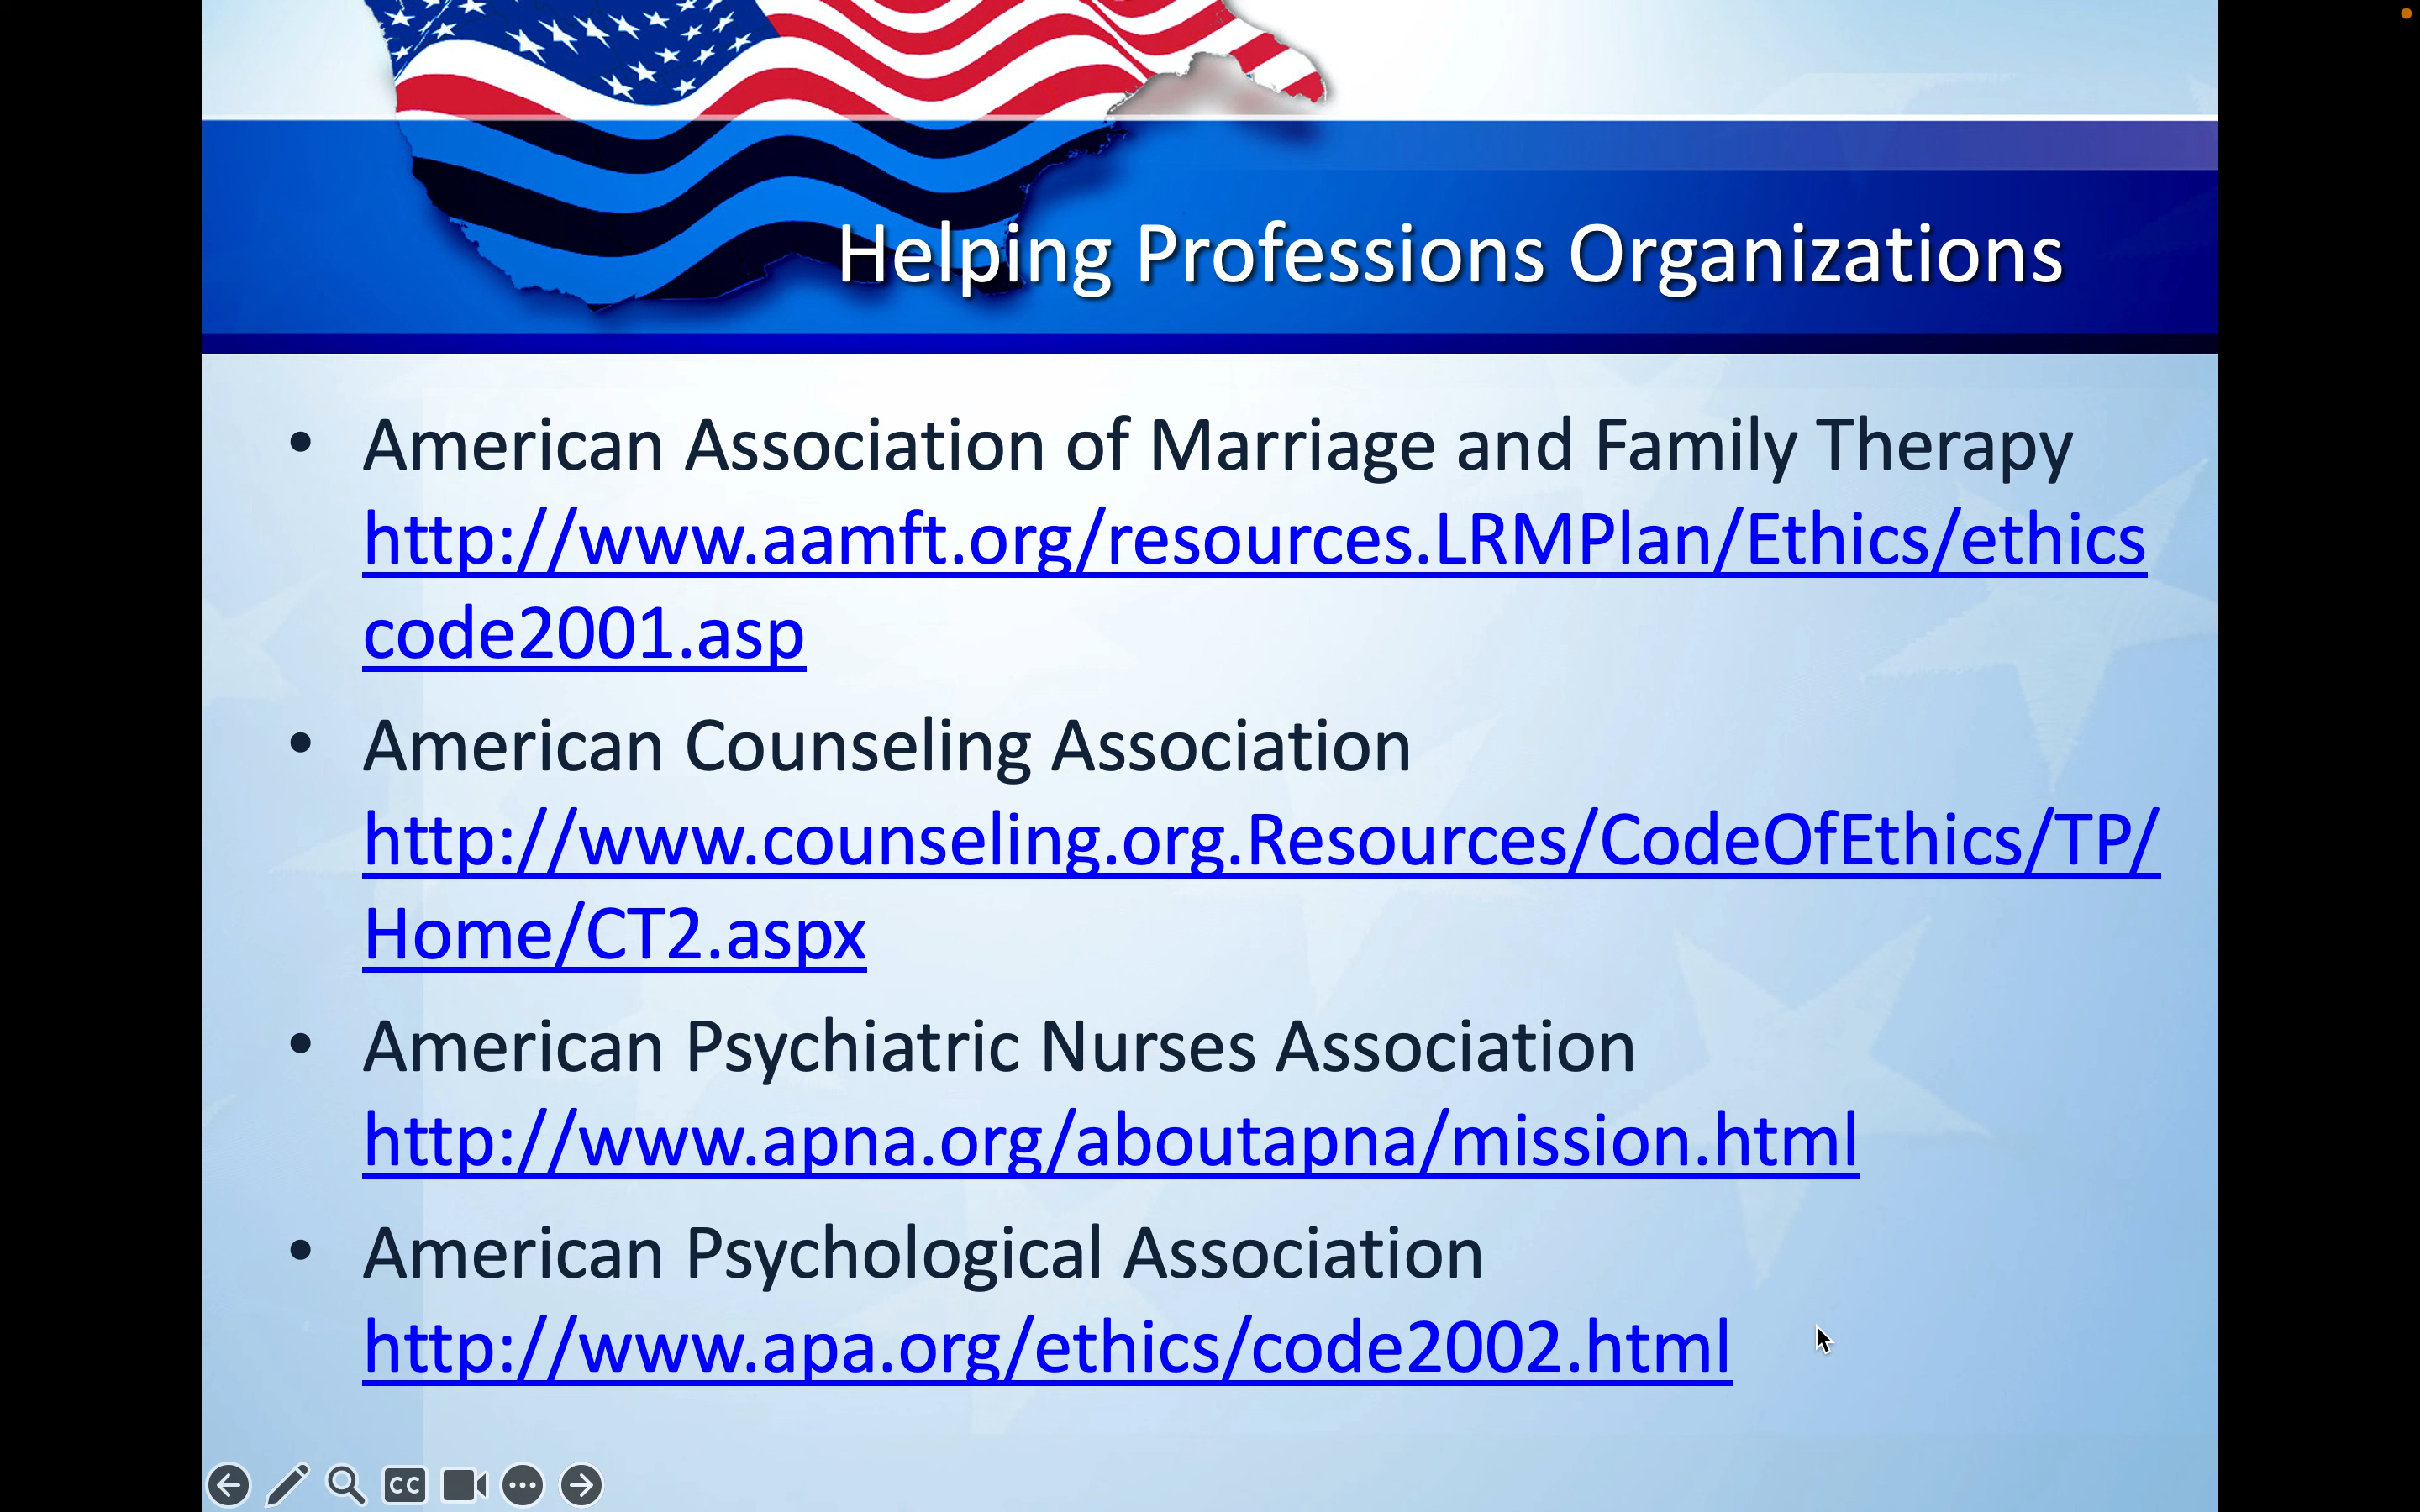 Helping Professions Organizations
• American Association of Marriage and Family Therapy
http://www.aamft.org/resources.LRMPlan/Ethics/ethics
code2001.asp
• American Counseling Association
http://www.counseling.org.Resources/CodeOfEthics/TP/
Home/CT2.aspx
• American Psychiatric Nurses Association
http://www.apna.org/aboutapna/mission.html
• American Psychological Association
http://www.apa.org/ethics/code2002.html
CC